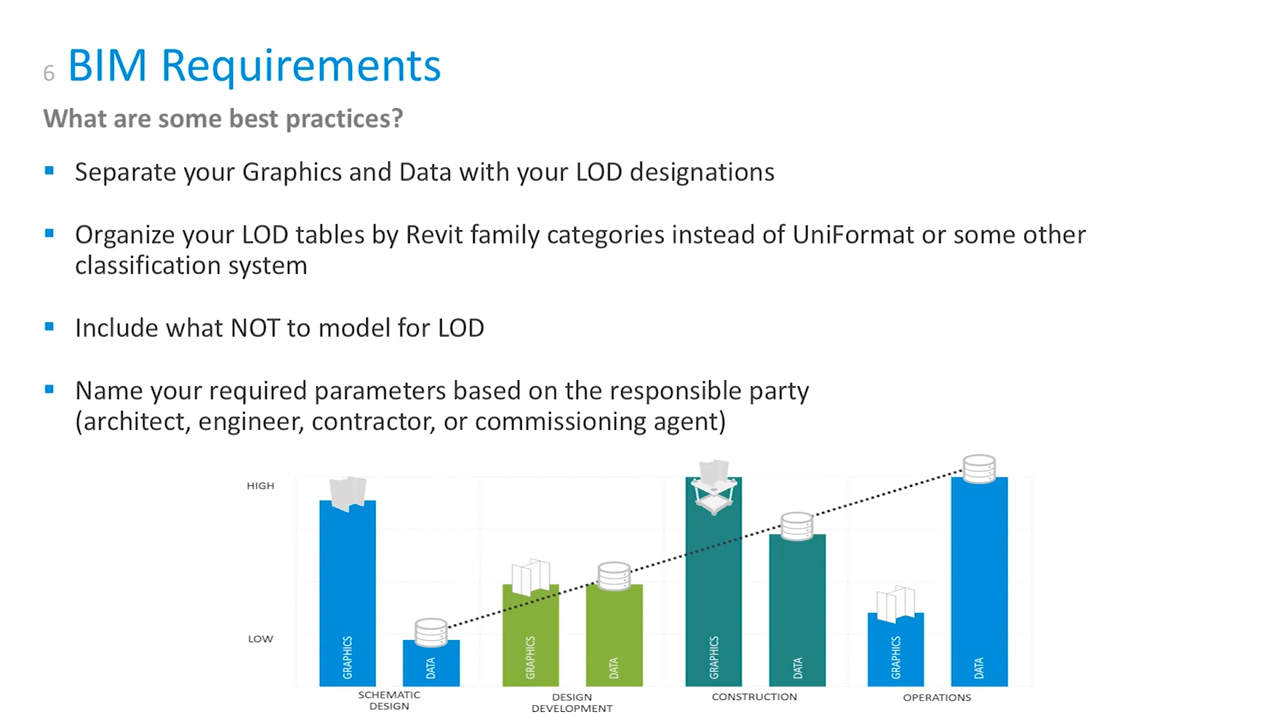 6 BIM Requirements
What are some best practices?
Separate your Graphics and Data with your LOD designations
Organize your LOD tables by Revit family categories instead of UniFormat or some other
classification system
Include what NOT to model for LOD
Name your required parameters based on the responsible party
(architect, engineer, contractor, or commissioning agent)
HIGH
LOW
GRAPHICS
DATA
GRAPHICS
DATA
GRAPHICS
DATA
GRAPHICS
DATA
SCHEMATIC
DESIGN
DESIGN
DEVELOPMENT
CONSTRUCTION
OPERATIONS